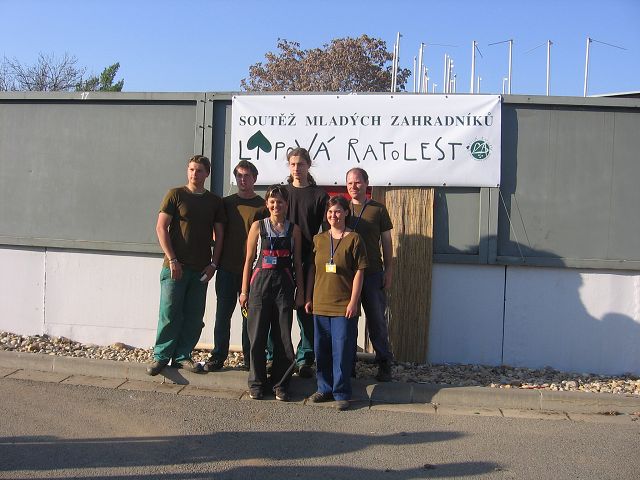 SOUTĚŽ MLADÝCH ZAHRADNÍKŮ
LIPOVÁ RATOLEST